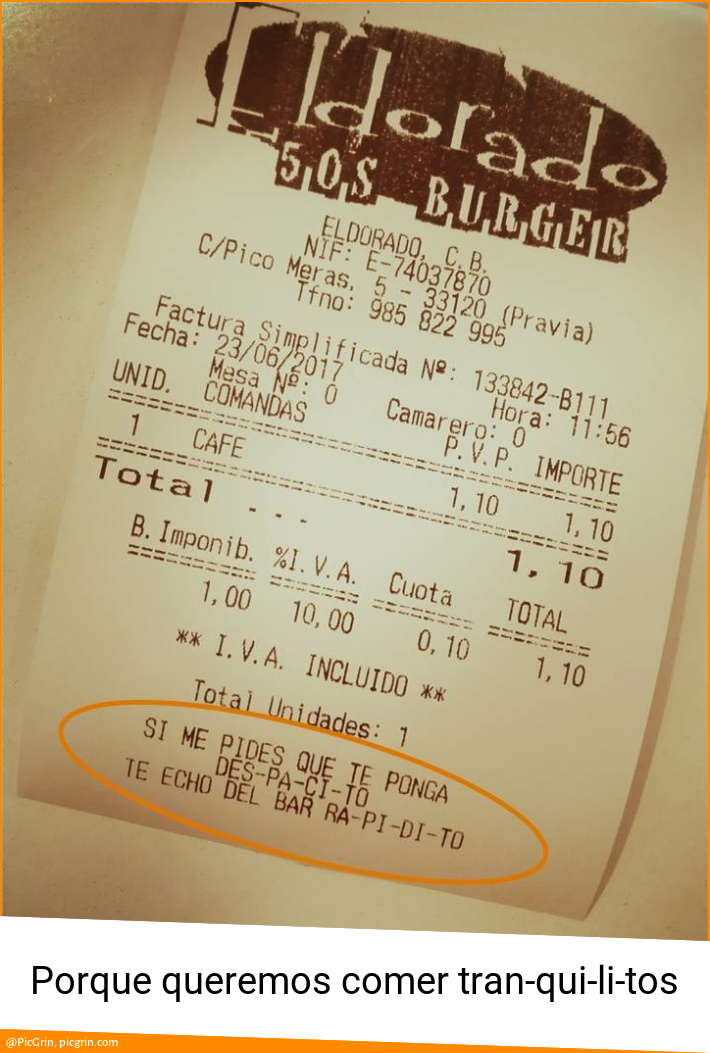 Eldorado
50S BURGER
ELDORADO, C.B.
NIF: E-74037870
C/Pico Meras, 5 - 33120 (Pravia)
Tfno: 985 822 995
Factura Simplificada Nº: 133842-B111
Fecha: 23/06/2017 Hora: 11:56
Mesa Nº: 0 Camarero: 0
UNID. COMANDAS P.V.P. IMPORTE
1 CAFE 1,10 1,10
Total ... 1,10
B.Imponib. %I.V.A. Cuota TOTAL
1,00 10,00 0,10 1,10
** I.V.A. INCLUIDO **
Total Unidades: 1
SI ME PIDES QUE TE PONGA
DES-PA-CI-TO
TE ECHO DEL BAR RA-PI-DI-TO
Porque queremos comer tran-qui-li-tos
@PicGrin, picgrin.com